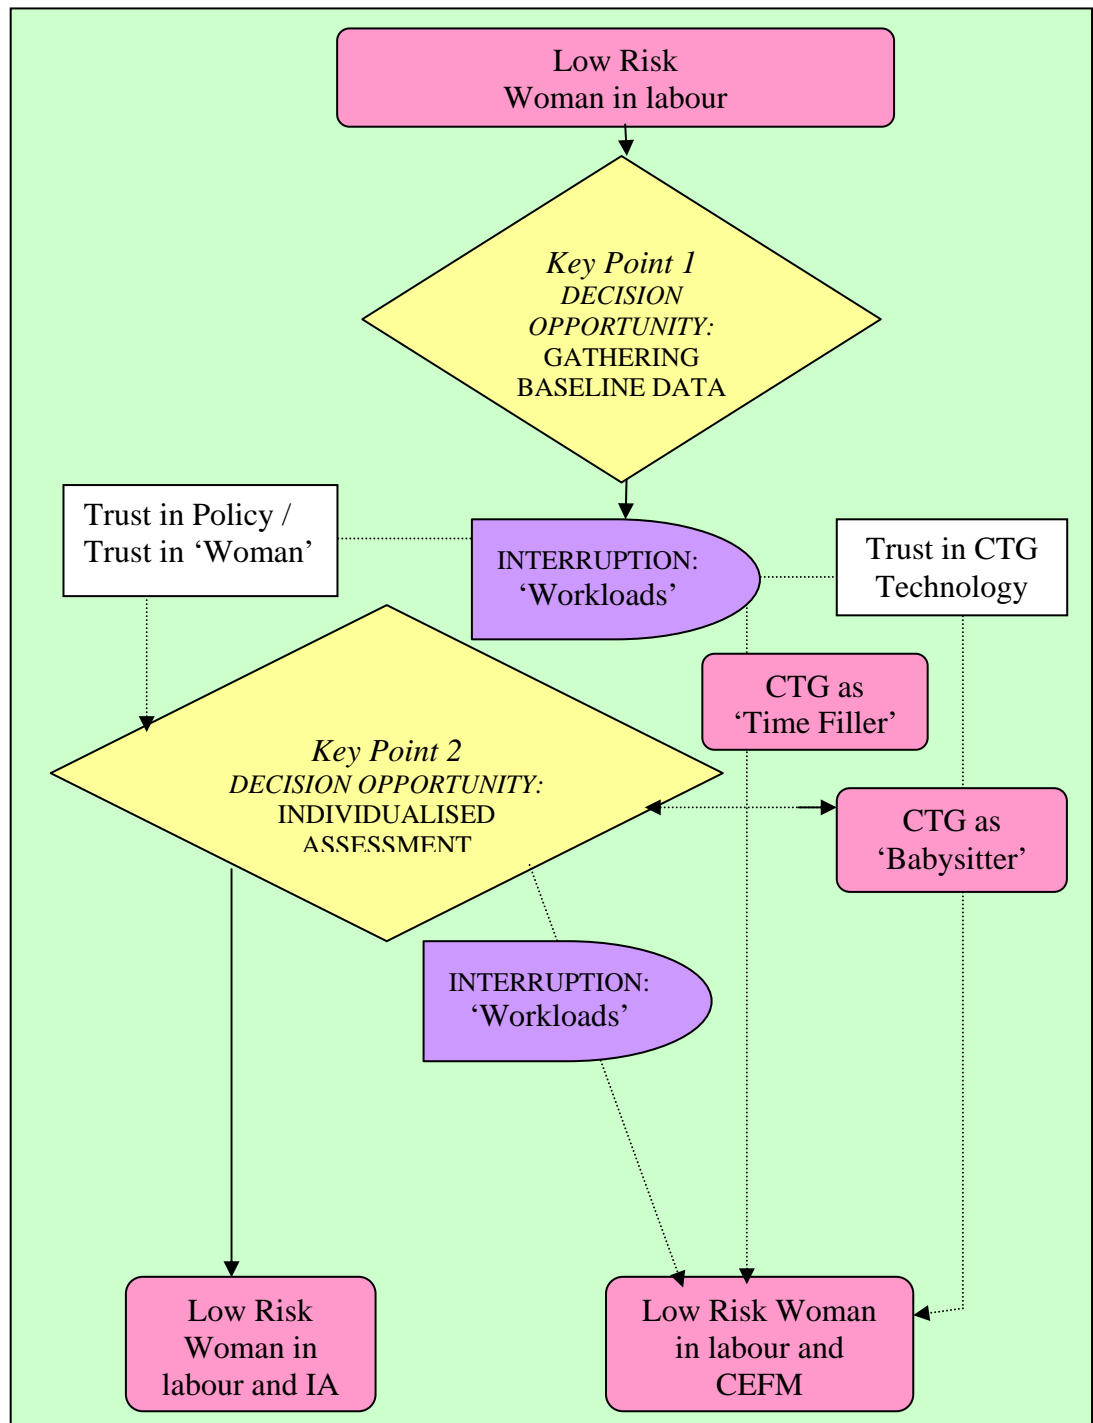 Low Risk
Woman in labour
Key Point 1
DECISION
OPPORTUNITY:
GATHERING
BASELINE DATA
Trust in Policy /
Trust in ‘Woman’
INTERRUPTION:
‘Workloads’
Trust in CTG
Technology
CTG as
‘Time Filler’
Key Point 2
DECISION OPPORTUNITY:
INDIVIDUALISED
ASSESSMENT
CTG as
‘Babysitter’
INTERRUPTION:
‘Workloads’
Low Risk
Woman in
labour and IA
Low Risk Woman
in labour and
CEFM